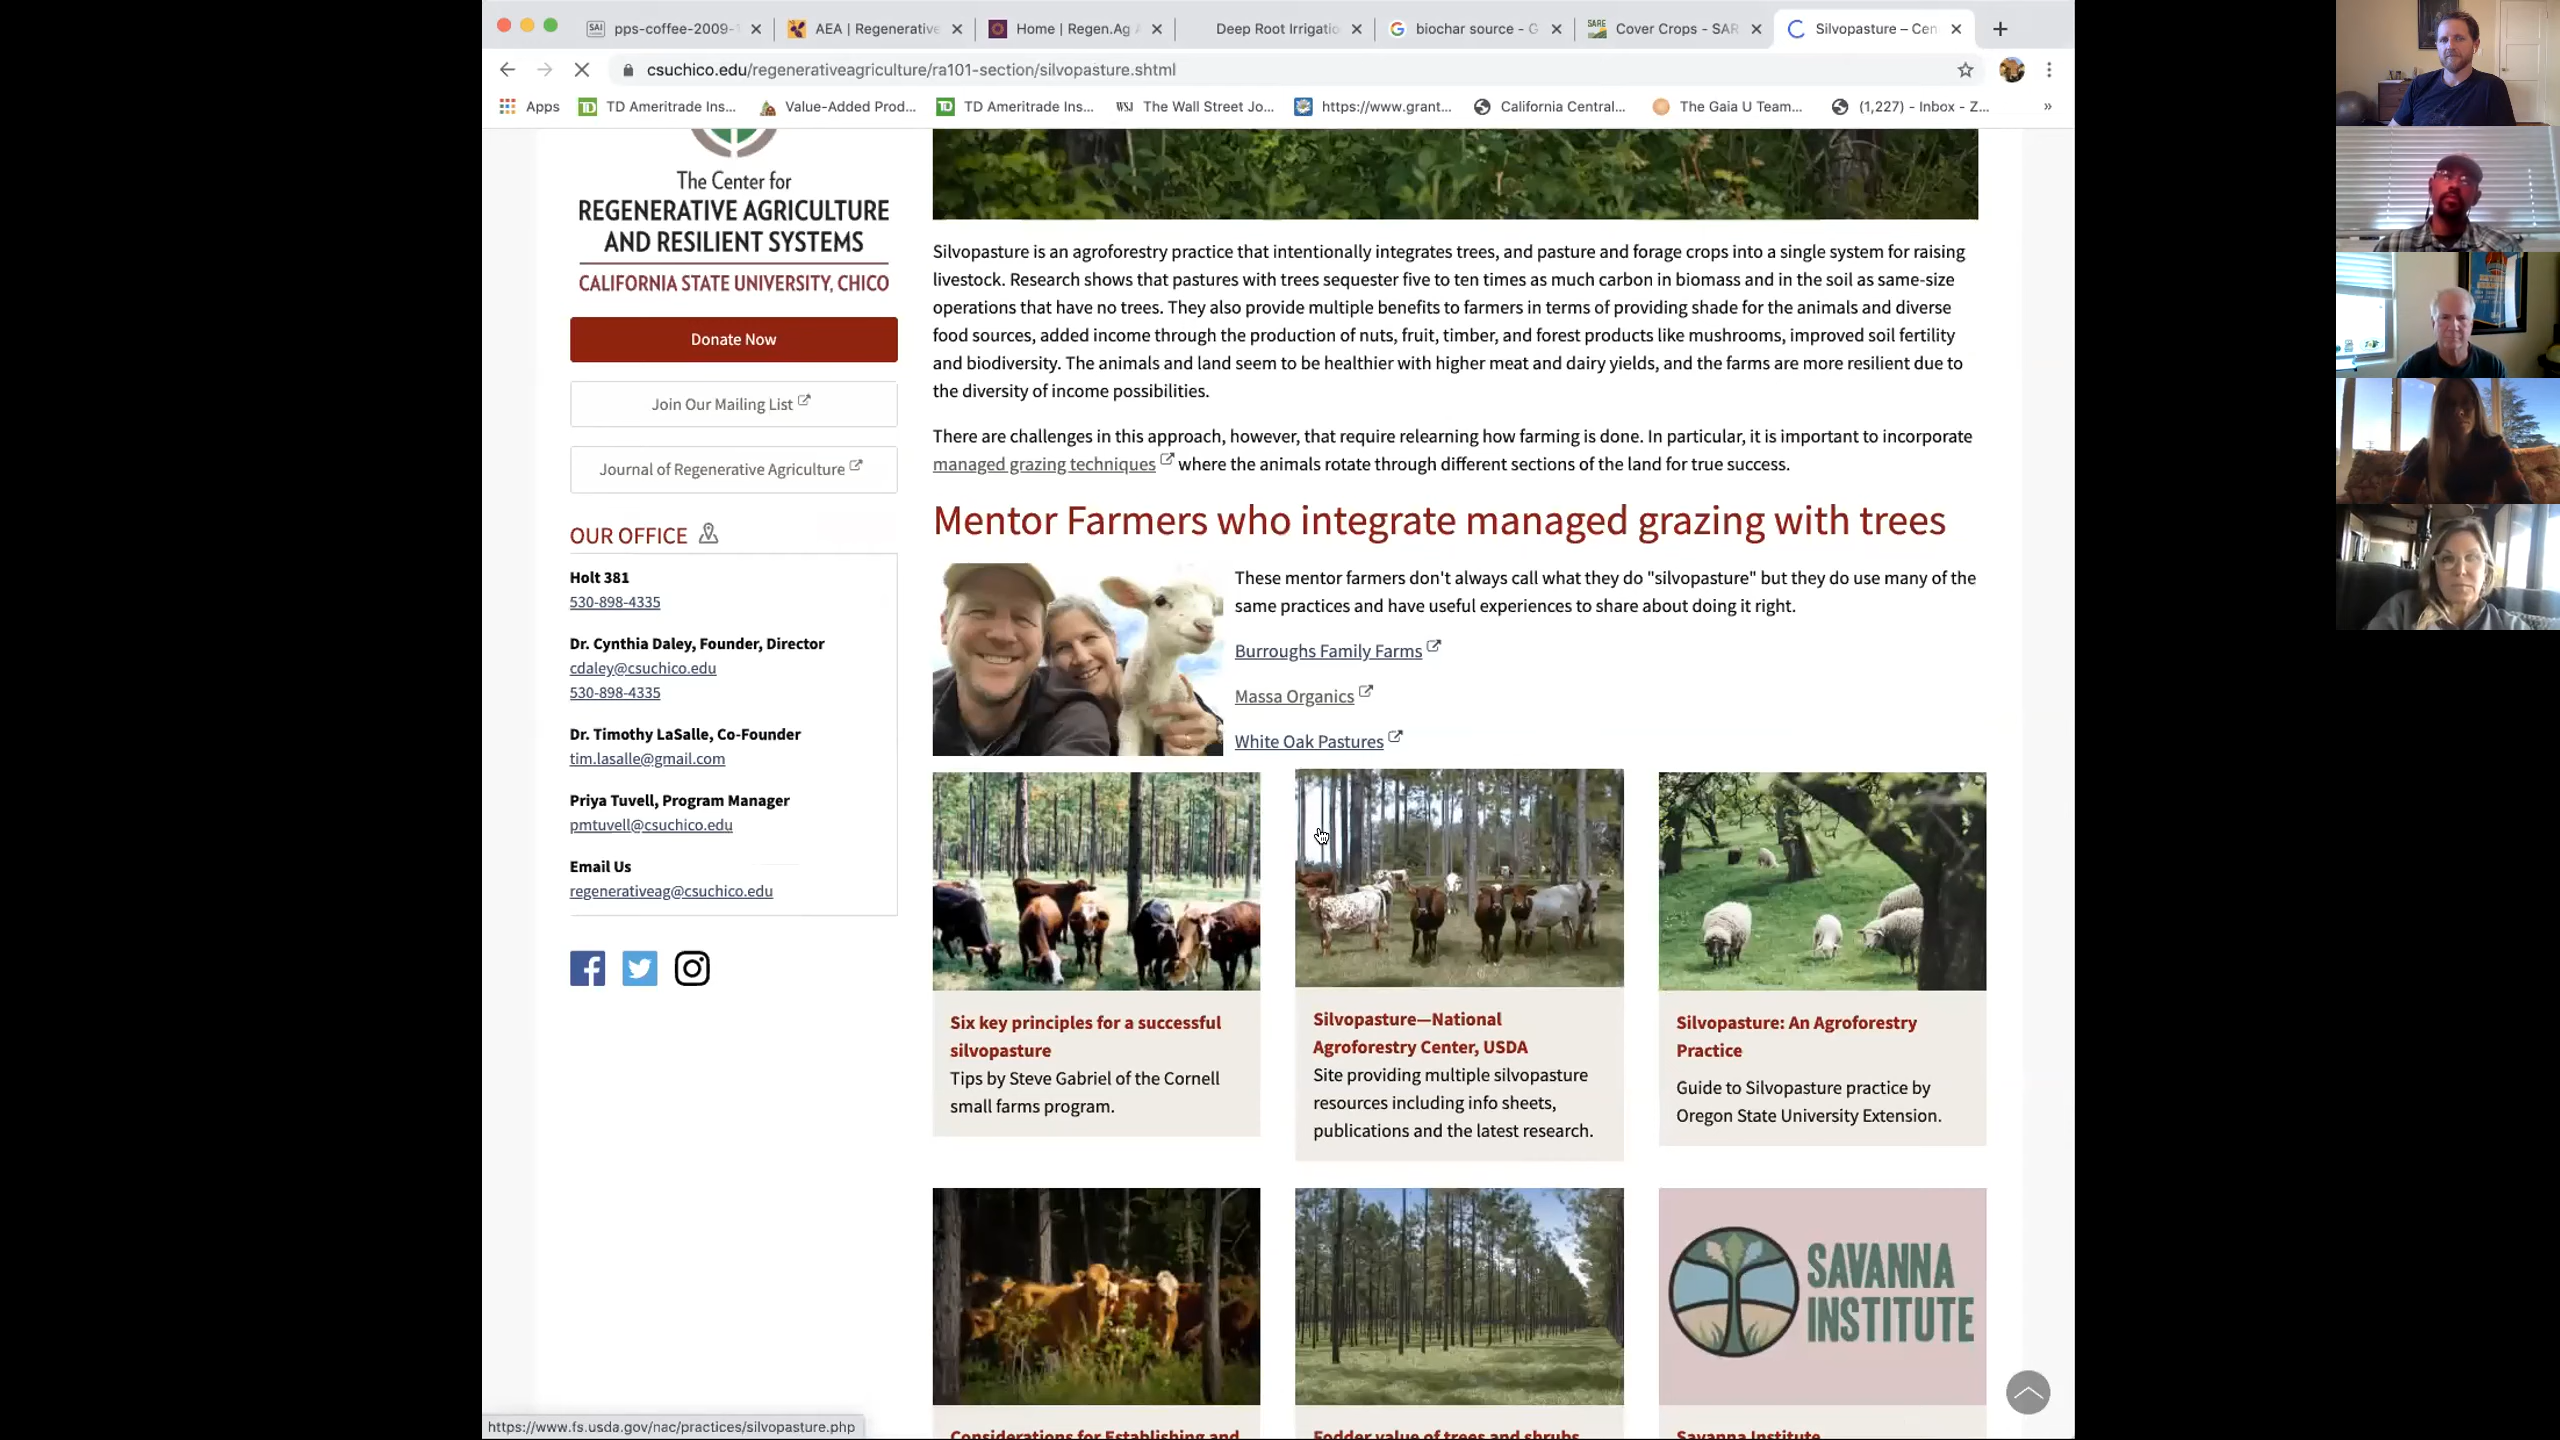 pps-coffee-2009-
AEA | Regenerative
Home | Regen.Ag
Deep Root Irrigatio
biochar source - G
SARE
Cover Crops - SAR
Silvopasture – Cen
csuchico.edu/regenerativeagriculture/ra101-section/silvopasture.shtml
Apps
TD Ameritrade Ins...
Value-Added Prod...
TD Ameritrade Ins...
WSJ The Wall Street Jo...
https://www.grant...
California Central...
The Gaia U Team...
(1,227) - Inbox - Z...
»
The Center for
REGENERATIVE AGRICULTURE
AND RESILIENT SYSTEMS
CALIFORNIA STATE UNIVERSITY, CHICO
Donate Now
Join Our Mailing List
Journal of Regenerative Agriculture
OUR OFFICE
Holt 381
530-898-4335
Dr. Cynthia Daley, Founder, Director
cdaley@csuchico.edu
530-898-4335
Dr. Timothy LaSalle, Co-Founder
tim.lasalle@gmail.com
Priya Tuvell, Program Manager
pmtuvell@csuchico.edu
Email Us
regenerativeag@csuchico.edu
Silvopasture is an agroforestry practice that intentionally integrates trees, and pasture and forage crops into a single system for raising
livestock. Research shows that pastures with trees sequester five to ten times as much carbon in biomass and in the soil as same-size
operations that have no trees. They also provide multiple benefits to farmers in terms of providing shade for the animals and diverse
food sources, added income through the production of nuts, fruit, timber, and forest products like mushrooms, improved soil fertility
and biodiversity. The animals and land seem to be healthier with higher meat and dairy yields, and the farms are more resilient due to
the diversity of income possibilities.
There are challenges in this approach, however, that require relearning how farming is done. In particular, it is important to incorporate
managed grazing techniques where the animals rotate through different sections of the land for true success.
Mentor Farmers who integrate managed grazing with trees
These mentor farmers don't always call what they do "silvopasture" but they do use many of the
same practices and have useful experiences to share about doing it right.
Burroughs Family Farms
Massa Organics
White Oak Pastures
Six key principles for a successful
silvopasture
Tips by Steve Gabriel of the Cornell
small farms program.
Silvopasture—National
Agroforestry Center, USDA
Site providing multiple silvopasture
resources including info sheets,
publications and the latest research.
Silvopasture: An Agroforestry
Practice
Guide to Silvopasture practice by
Oregon State University Extension.
SAVANNA
INSTITUTE
Considerations for Establishing and
Fodder value of trees and shrubs
Savanna Institute
https://www.fs.usda.gov/nac/practices/silvopasture.php